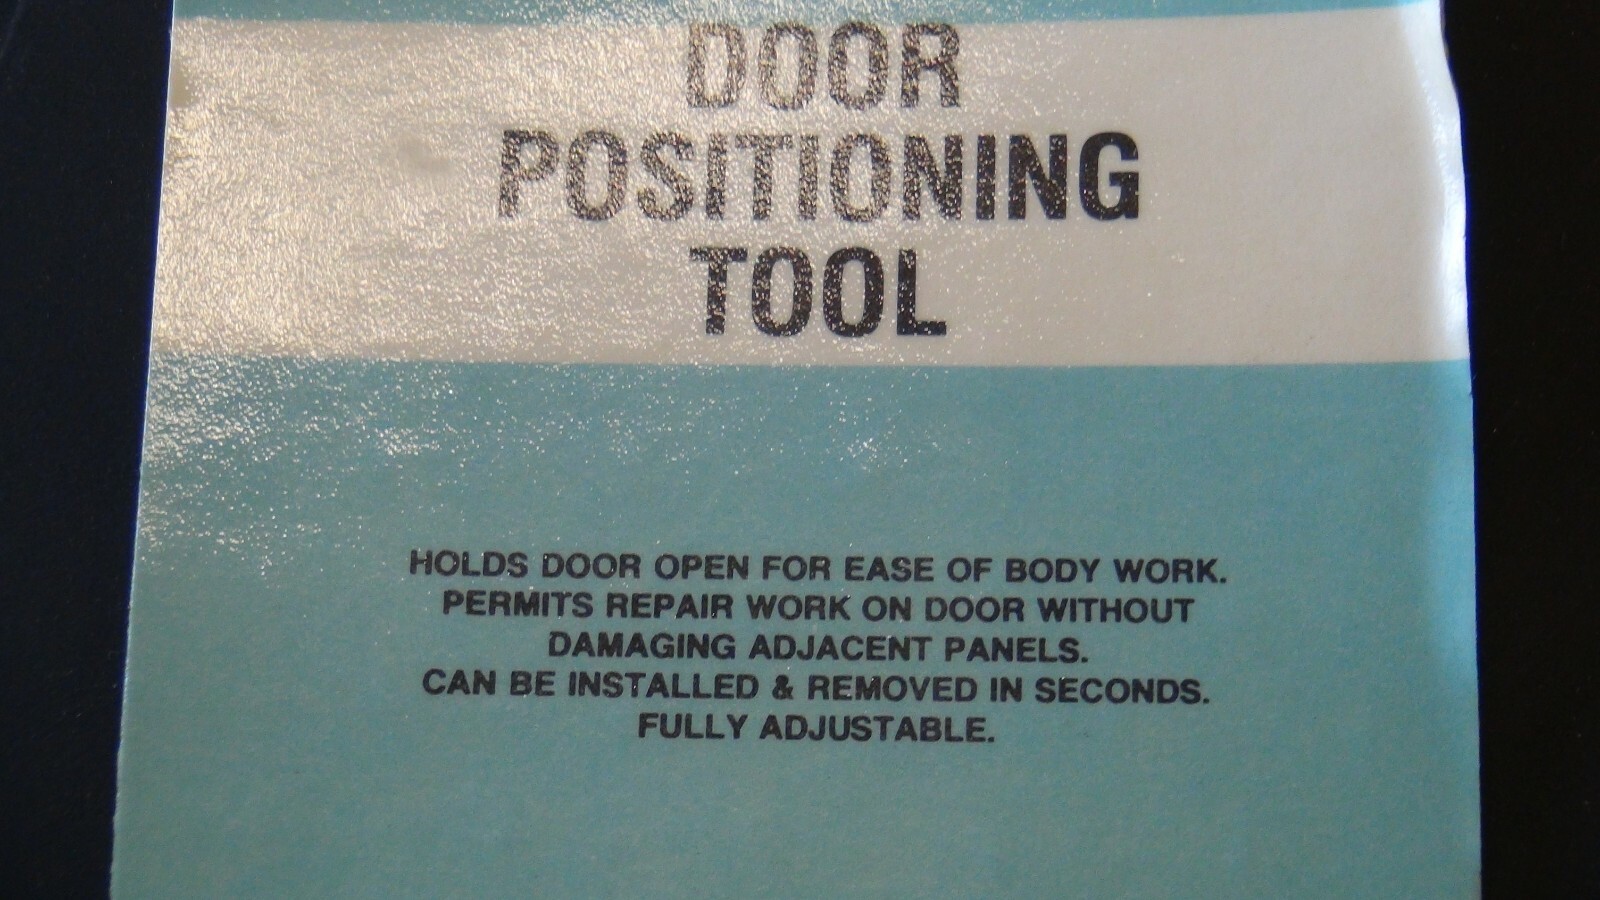 DOOR
POSITIONING
TOOL
HOLDS DOOR OPEN FOR EASE OF BODY WORK.
PERMITS REPAIR WORK ON DOOR WITHOUT
DAMAGING ADJACENT PANELS.
CAN BE INSTALLED & REMOVED IN SECONDS.
FULLY ADJUSTABLE.